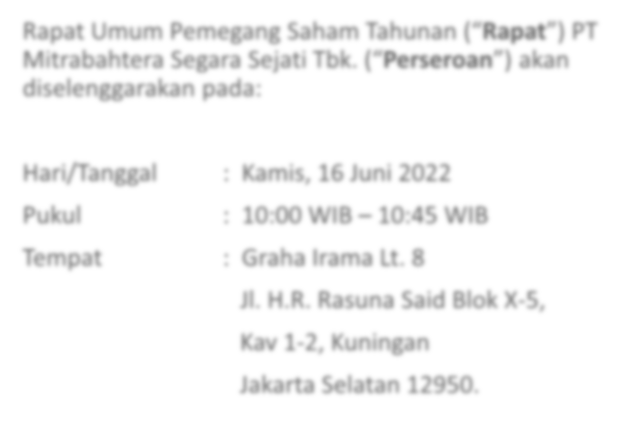 Rapat Umum Pemegang Saham Tahunan (“Rapat”) PT
Mitrabahtera Segara Sejati Tbk. (“Perseroan”) akan
diselenggarakan pada:
Hari/Tanggal : Kamis, 16 Juni 2022
Pukul : 10:00 WIB – 10:45 WIB
Tempat : Graha Irama Lt. 8
Jl. H.R. Rasuna Said Blok X-5,
Kav 1-2, Kuningan
Jakarta Selatan 12950.